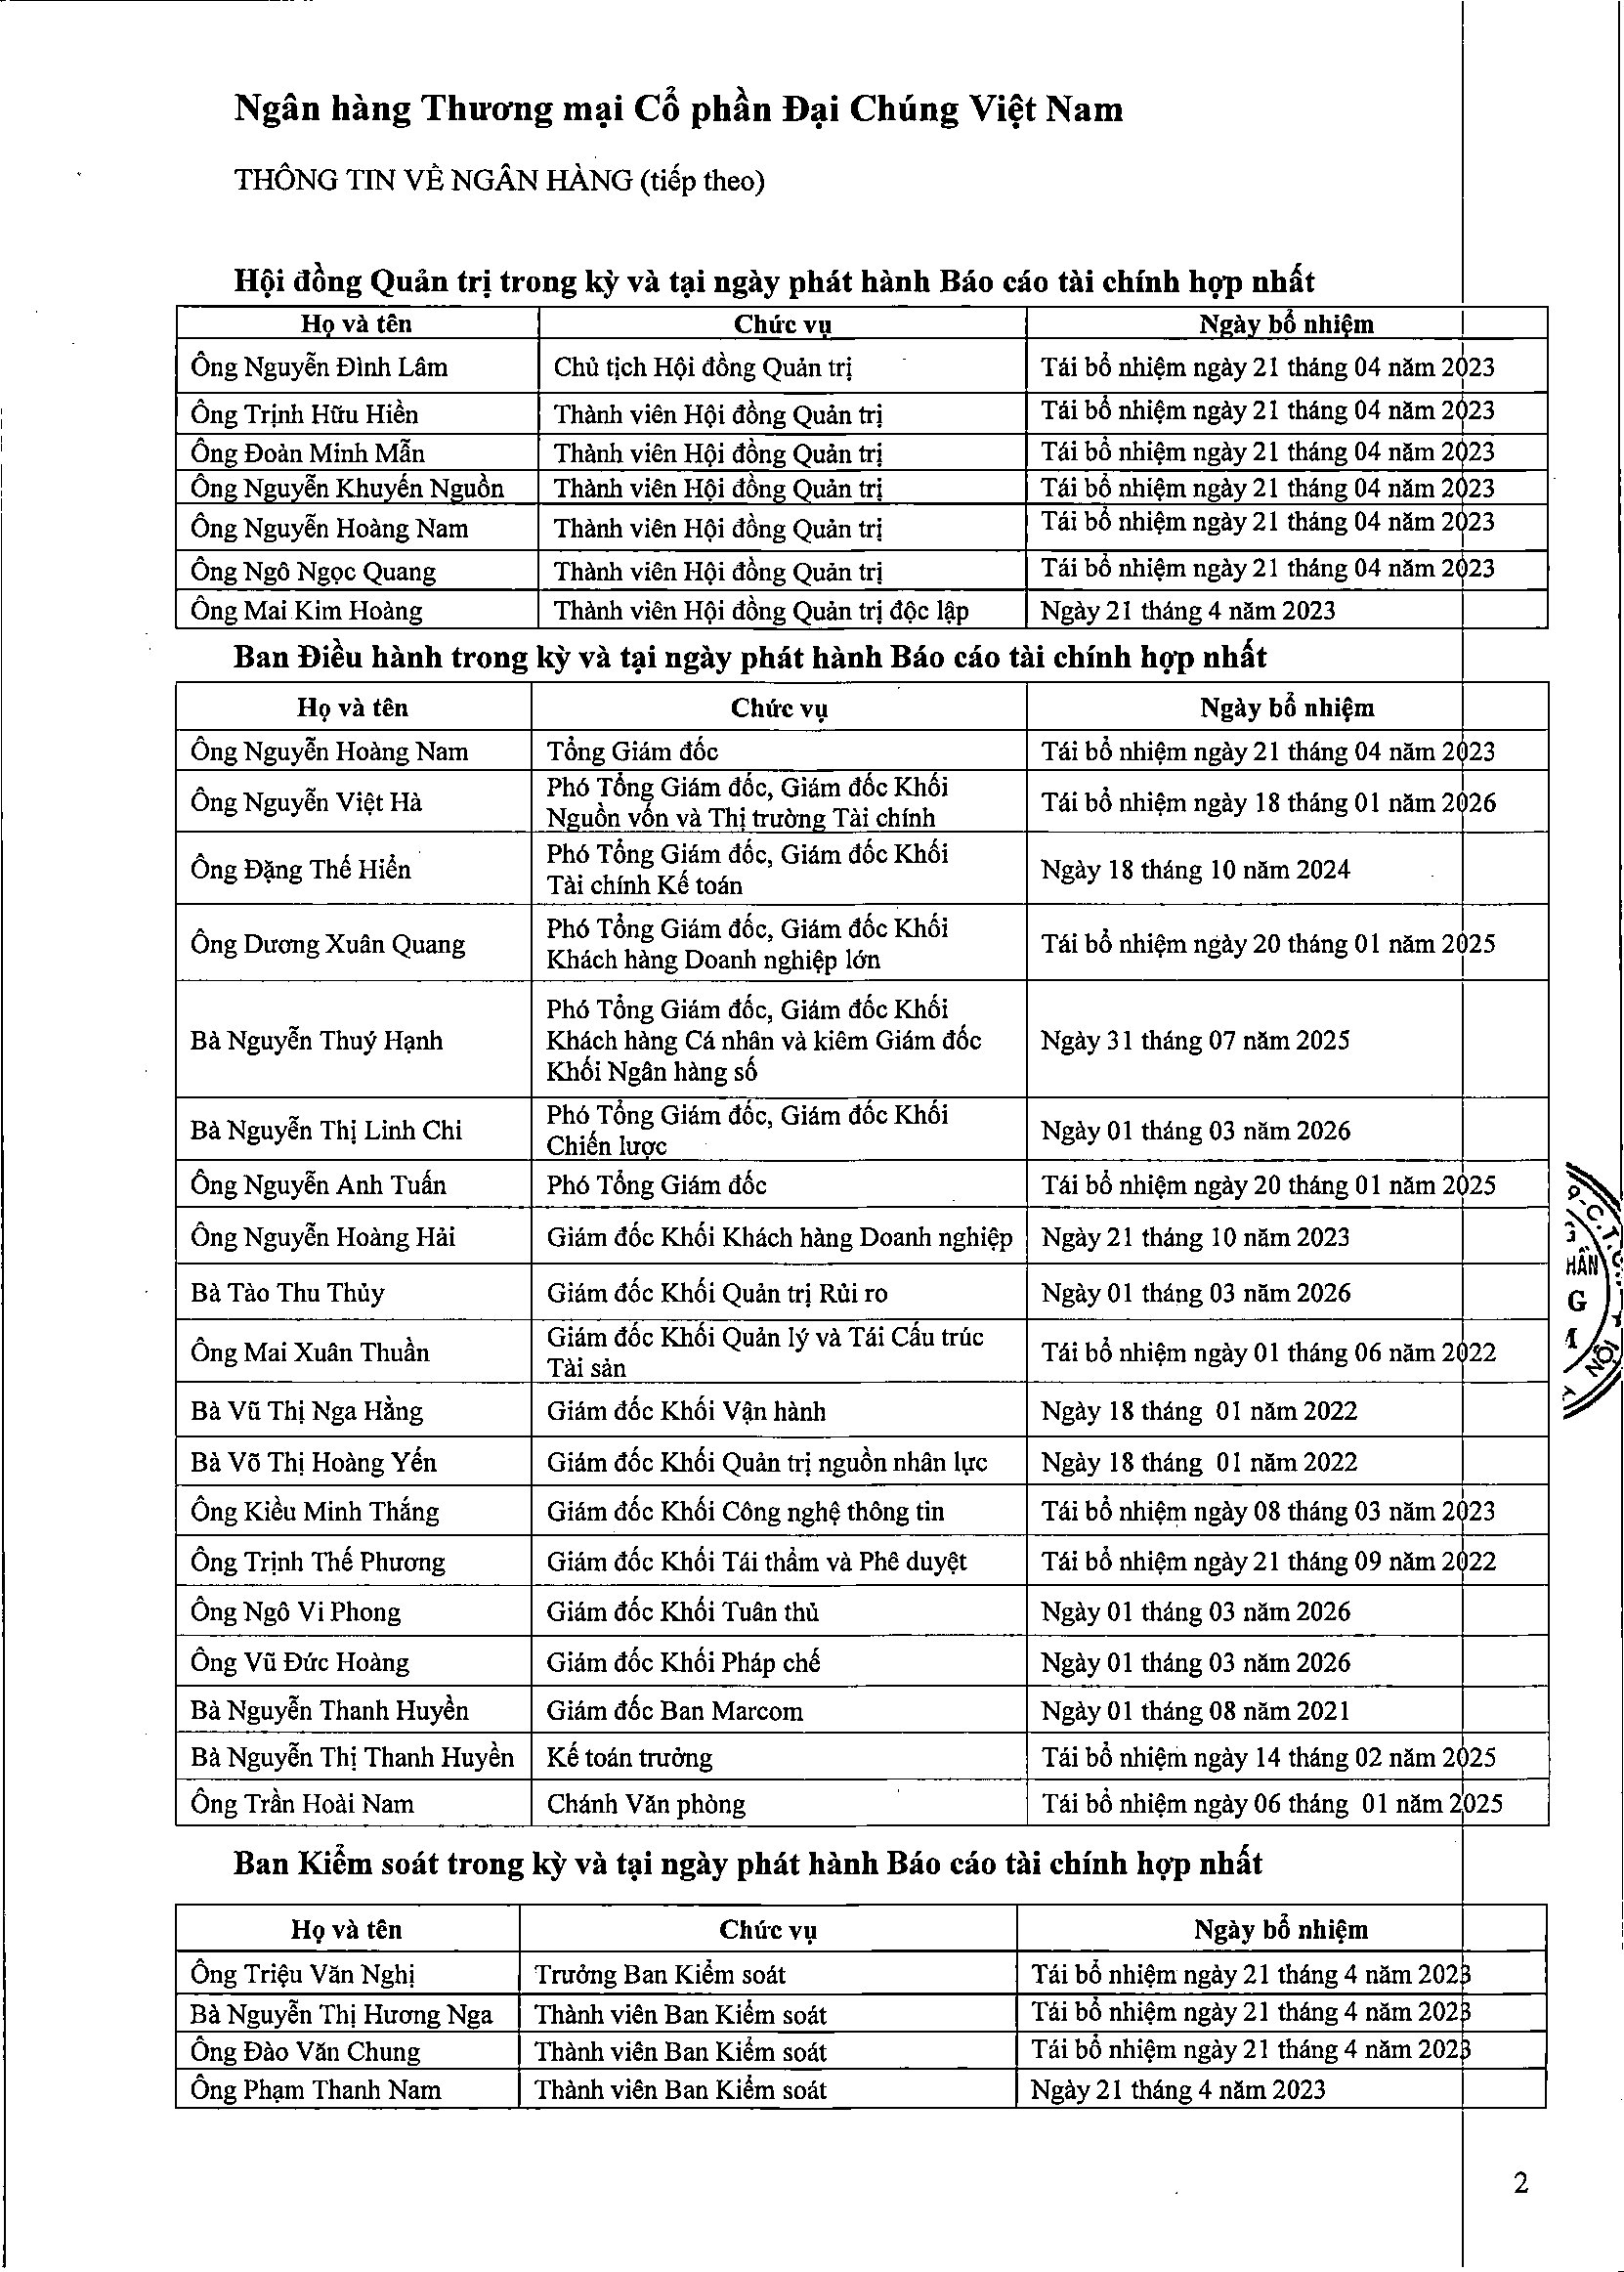 Ngân hàng Thương mại Cổ phần Đại Chúng Việt Nam
THÔNG TIN VỀ NGÂN HÀNG (tiếp theo)
Hội đồng Quản trị trong kỳ và tại ngày phát hành Báo cáo tài chính hợp nhất
Họ và tên Chức vụ Ngày bổ nhiệm
Ông Nguyễn Đình Lâm Chủ tịch Hội đồng Quản trị Tái bổ nhiệm ngày 21 tháng 04 năm 2023
Ông Trịnh Hữu Hiền Thành viên Hội đồng Quản trị Tái bổ nhiệm ngày 21 tháng 04 năm 2023
Ông Đoàn Minh Mẫn Thành viên Hội đồng Quản trị Tái bổ nhiệm ngày 21 tháng 04 năm 2023
Ông Nguyễn Khuyến Nguồn Thành viên Hội đồng Quản trị Tái bổ nhiệm ngày 21 tháng 04 năm 2023
Ông Nguyễn Hoàng Nam Thành viên Hội đồng Quản trị Tái bổ nhiệm ngày 21 tháng 04 năm 2023
Ông Ngô Ngọc Quang Thành viên Hội đồng Quản trị Tái bổ nhiệm ngày 21 tháng 04 năm 2023
Ông Mai Kim Hoàng Thành viên Hội đồng Quản trị độc lập Ngày 21 tháng 4 năm 2023
Ban Điều hành trong kỳ và tại ngày phát hành Báo cáo tài chính hợp nhất
Họ và tên Chức vụ Ngày bổ nhiệm
Ông Nguyễn Hoàng Nam Tổng Giám đốc Tái bổ nhiệm ngày 21 tháng 04 năm 2023
Ông Nguyễn Việt Hà Phó Tổng Giám đốc, Giám đốc Khối
Nguồn vốn và Thị trường Tài chính Tái bổ nhiệm ngày 18 tháng 01 năm 2026
Ông Đặng Thế Hiển Phó Tổng Giám đốc, Giám đốc Khối
Tài chính Kế toán Ngày 18 tháng 10 năm 2024
Ông Dương Xuân Quang Phó Tổng Giám đốc, Giám đốc Khối
Khách hàng Doanh nghiệp lớn Tái bổ nhiệm ngày 20 tháng 01 năm 2025
Bà Nguyễn Thuý Hạnh Phó Tổng Giám đốc, Giám đốc Khối
Khách hàng Cá nhân và kiêm Giám đốc
Khối Ngân hàng số Ngày 31 tháng 07 năm 2025
Bà Nguyễn Thị Linh Chi Phó Tổng Giám đốc, Giám đốc Khối
Chiến lược Ngày 01 tháng 03 năm 2026
Ông Nguyễn Anh Tuấn Phó Tổng Giám đốc Tái bổ nhiệm ngày 20 tháng 01 năm 2025
Ông Nguyễn Hoàng Hải Giám đốc Khối Khách hàng Doanh nghiệp Ngày 21 tháng 10 năm 2023
Bà Tào Thu Thủy Giám đốc Khối Quản trị Rủi ro Ngày 01 tháng 03 năm 2026
Ông Mai Xuân Thuần Giám đốc Khối Quản lý và Tái Cấu trúc
Tài sản Tái bổ nhiệm ngày 01 tháng 06 năm 2022
Bà Vũ Thị Nga Hằng Giám đốc Khối Vận hành Ngày 18 tháng 01 năm 2022
Bà Võ Thị Hoàng Yến Giám đốc Khối Quản trị nguồn nhân lực Ngày 18 tháng 01 năm 2022
Ông Kiều Minh Thắng Giám đốc Khối Công nghệ thông tin Tái bổ nhiệm ngày 08 tháng 03 năm 2023
Ông Trịnh Thế Phương Giám đốc Khối Tái thẩm và Phê duyệt Tái bổ nhiệm ngày 21 tháng 09 năm 2022
Ông Ngô Vi Phong Giám đốc Khối Tuân thủ Ngày 01 tháng 03 năm 2026
Ông Vũ Đức Hoàng Giám đốc Khối Pháp chế Ngày 01 tháng 03 năm 2026
Bà Nguyễn Thanh Huyền Giám đốc Ban Marcom Ngày 01 tháng 08 năm 2021
Bà Nguyễn Thị Thanh Huyền Kế toán trưởng Tái bổ nhiệm ngày 14 tháng 02 năm 2025
Ông Trần Hoài Nam Chánh Văn phòng Tái bổ nhiệm ngày 06 tháng 01 năm 2025
Ban Kiểm soát trong kỳ và tại ngày phát hành Báo cáo tài chính hợp nhất
Họ và tên Chức vụ Ngày bổ nhiệm
Ông Triệu Văn Nghị Trưởng Ban Kiểm soát Tái bổ nhiệm ngày 21 tháng 4 năm 2023
Bà Nguyễn Thị Hương Nga Thành viên Ban Kiểm soát Tái bổ nhiệm ngày 21 tháng 4 năm 2023
Ông Đào Văn Chung Thành viên Ban Kiểm soát Tái bổ nhiệm ngày 21 tháng 4 năm 2023
Ông Phạm Thanh Nam Thành viên Ban Kiểm soát Ngày 21 tháng 4 năm 2023
2